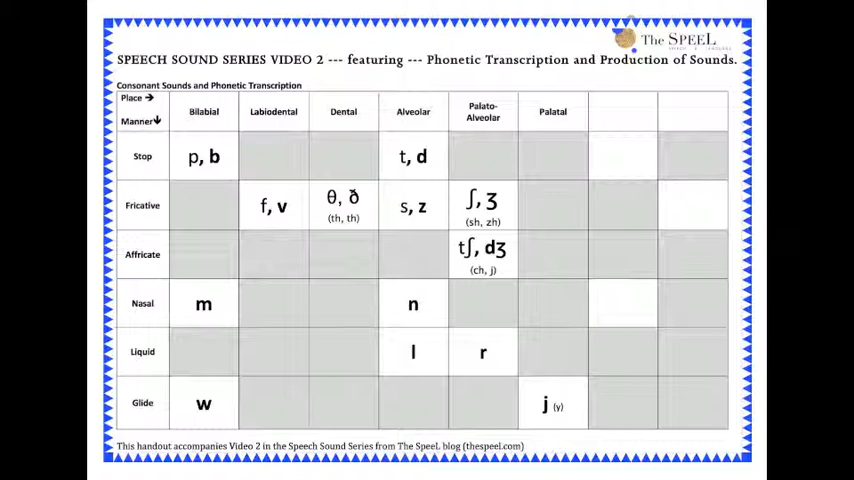 The SPEEL
SPEECH SOUND SERIES VIDEO 2 --- featuring --- Phonetic Transcription and Production of Sounds.
Consonant Sounds and Phonetic Transcription
Place → Manner↓ Bilabial Labiodental Dental Alveolar Palato-Alveolar Palatal
Stop p, b t, d
Fricative f, v θ, ð (th, th) s, z ʃ, ʒ (sh, zh)
Affricate tʃ, dʒ (ch, j)
Nasal m n
Liquid l r
Glide w j (y)
This handout accompanies Video 2 in the Speech Sound Series from The SpeeL blog (thespeel.com)